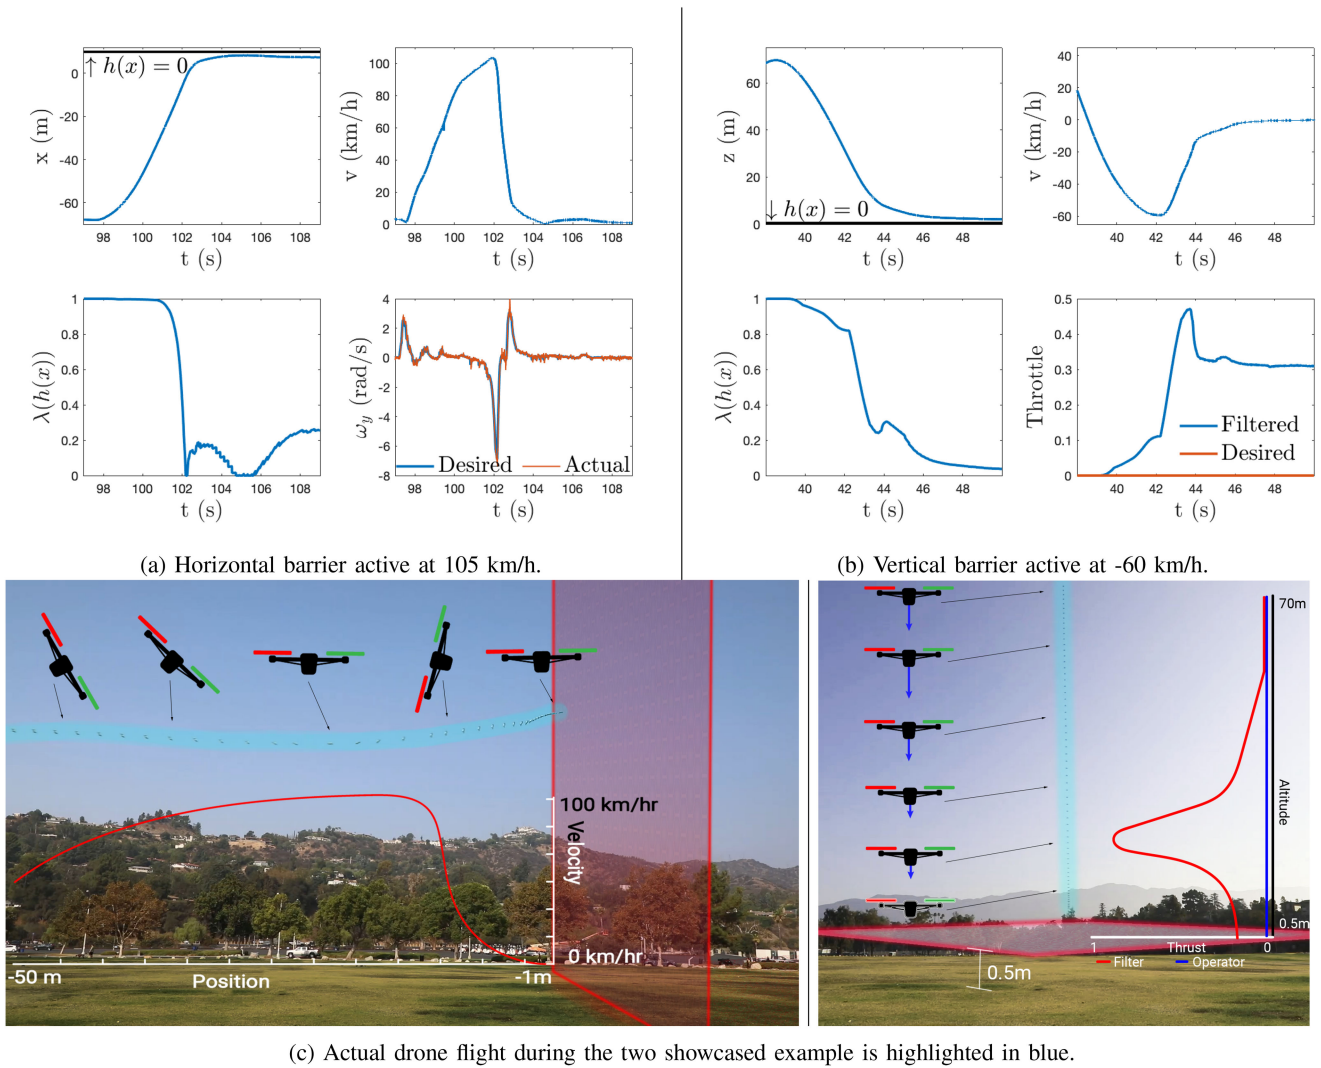 ↑ h(x) = 0
x (m)
0
-20
-40
-60
98 100 102 104 106 108
t (s)
v (km/h)
100
80
60
40
20
0
98 100 102 104 106 108
t (s)
z (m)
60
40
20
0
↓ h(x) = 0
40 42 44 46 48
t (s)
v (km/h)
40
20
0
-20
-40
-60
40 42 44 46 48
t (s)
λ(h(x))
1
0.8
0.6
0.4
0.2
0
98 100 102 104 106 108
t (s)
ω_y (rad/s)
4
2
0
-2
-4
-6
-8
Desired Actual
98 100 102 104 106 108
t (s)
λ(h(x))
1
0.8
0.6
0.4
0.2
0
40 42 44 46 48
t (s)
Throttle
0.5
0.4
0.3
0.2
0.1
0
Filtered
Desired
40 42 44 46 48
t (s)
(a) Horizontal barrier active at 105 km/h.
(b) Vertical barrier active at -60 km/h.
100 km/hr
Velocity
0 km/hr
-50 m Position -1m
70m
Altitude
0.5m
1 Thrust 0
Filter Operator
0.5m
(c) Actual drone flight during the two showcased example is highlighted in blue.